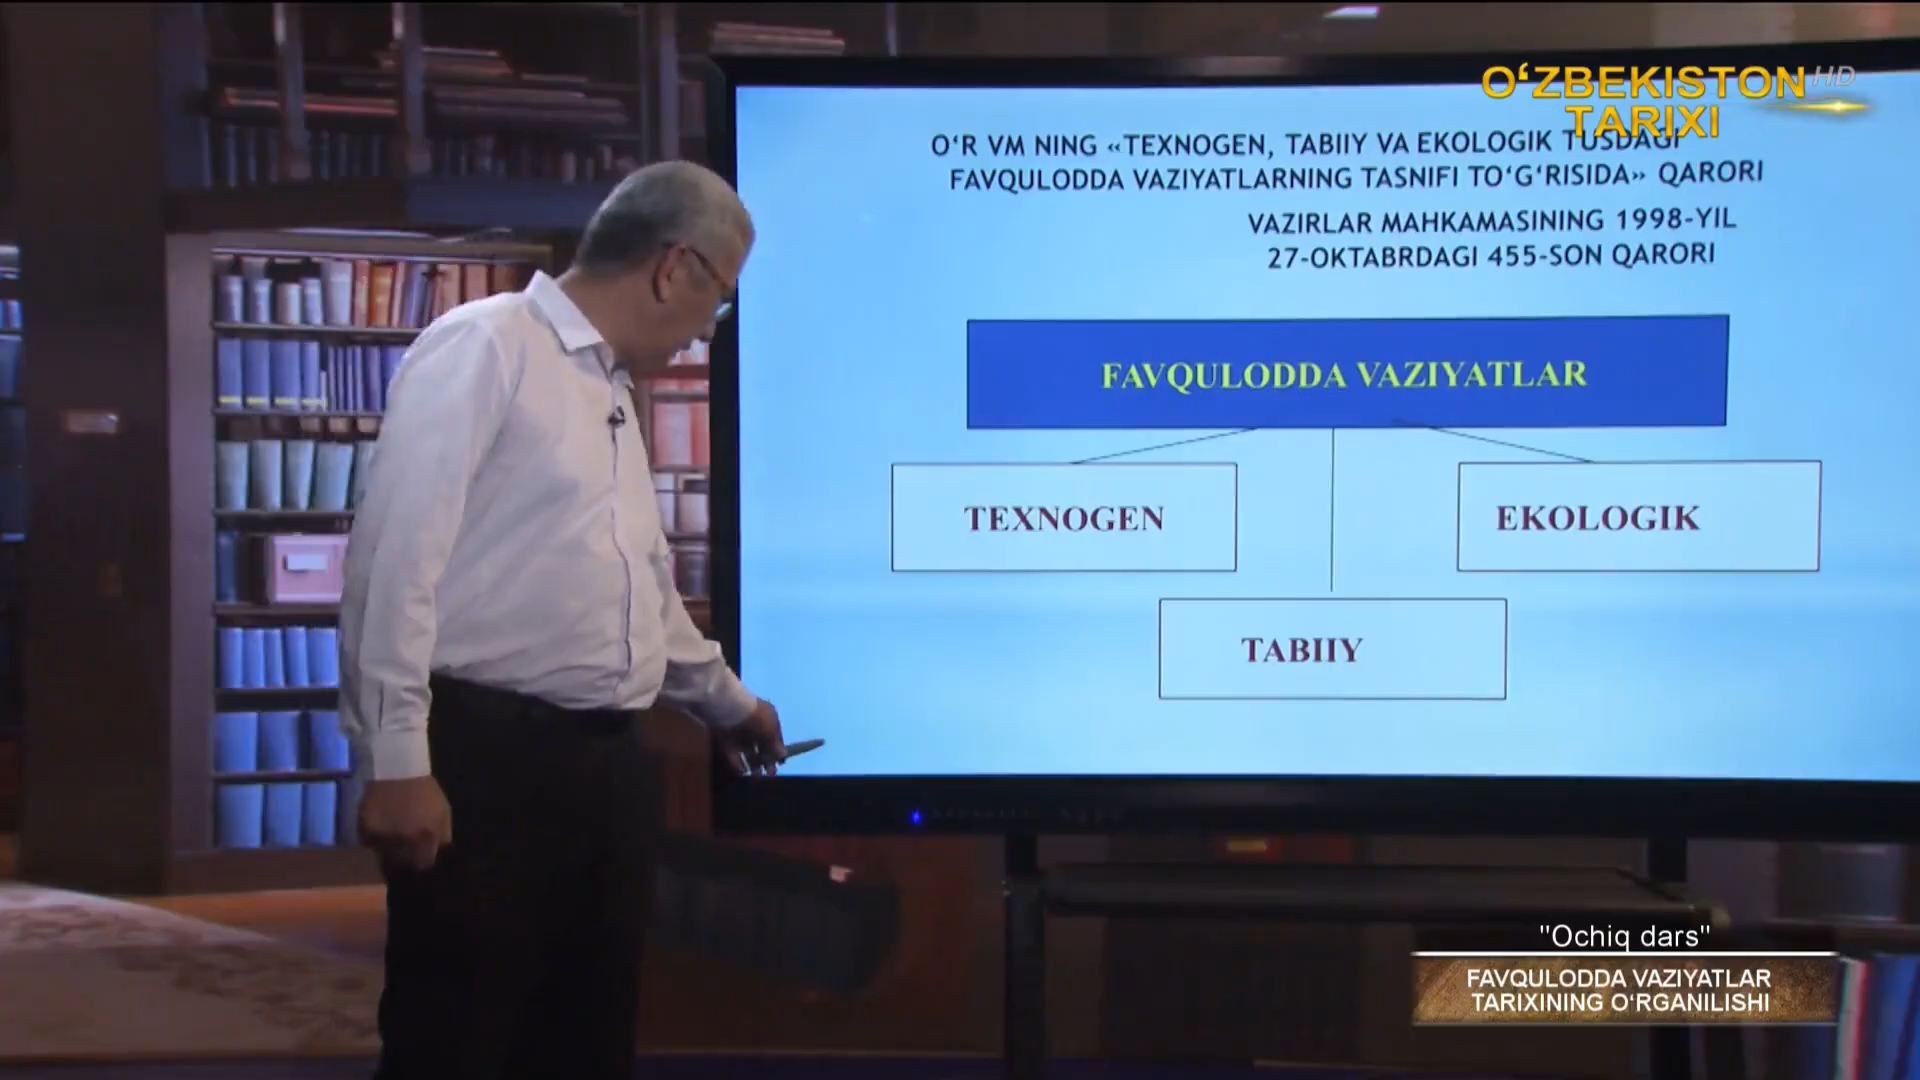 O‘ZBEKISTON HD
TARIXI
O‘R VM NING «TEXNOGEN, TABIIY VA EKOLOGIK TUSDAGI
FAVQULODDA VAZIYATLARNING TASNIFI TO‘G‘RISIDA» QARORI
VAZIRLAR MAHKAMASINING 1998-YIL
27-OKTABRDAGI 455-SON QARORI
FAVQULODDA VAZIYATLAR
TEXNOGEN
EKOLOGIK
TABIIY
"Ochiq dars"
FAVQULODDA VAZIYATLAR
TARIXINING O‘RGANILISHI